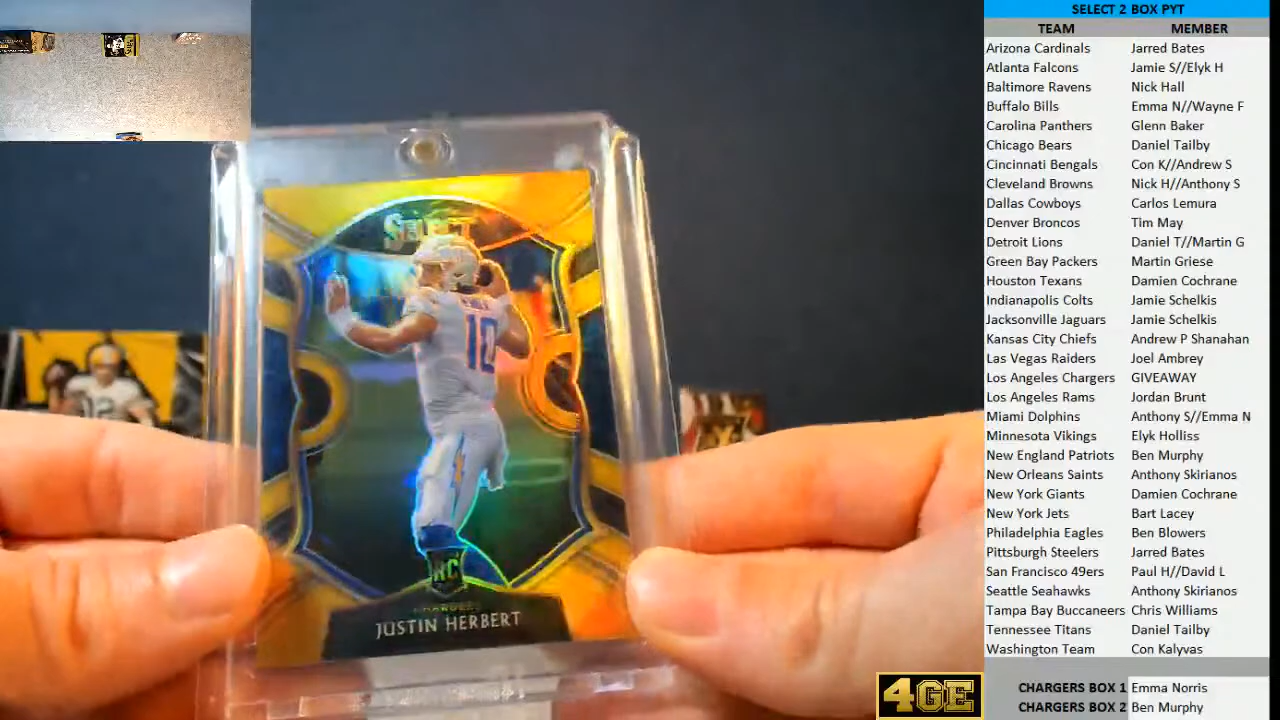 SELECT
10
RC
CHARGERS
JUSTIN HERBERT
12
SELECT 2 BOX PYT
TEAM MEMBER
Arizona Cardinals Jarred Bates
Atlanta Falcons Jamie S//Elyk H
Baltimore Ravens Nick Hall
Buffalo Bills Emma N//Wayne F
Carolina Panthers Glenn Baker
Chicago Bears Daniel Tailby
Cincinnati Bengals Con K//Andrew S
Cleveland Browns Nick H//Anthony S
Dallas Cowboys Carlos Lemura
Denver Broncos Tim May
Detroit Lions Daniel T//Martin G
Green Bay Packers Martin Griese
Houston Texans Damien Cochrane
Indianapolis Colts Jamie Schelkis
Jacksonville Jaguars Jamie Schelkis
Kansas City Chiefs Andrew P Shanahan
Las Vegas Raiders Joel Ambrey
Los Angeles Chargers GIVEAWAY
Los Angeles Rams Jordan Brunt
Miami Dolphins Anthony S//Emma N
Minnesota Vikings Elyk Holliss
New England Patriots Ben Murphy
New Orleans Saints Anthony Skirianos
New York Giants Damien Cochrane
New York Jets Bart Lacey
Philadelphia Eagles Ben Blowers
Pittsburgh Steelers Jarred Bates
San Francisco 49ers Paul H//David L
Seattle Seahawks Anthony Skirianos
Tampa Bay Buccaneers Chris Williams
Tennessee Titans Daniel Tailby
Washington Team Con Kalyvas
CHARGERS BOX 1 Emma Norris
CHARGERS BOX 2 Ben Murphy
4GE